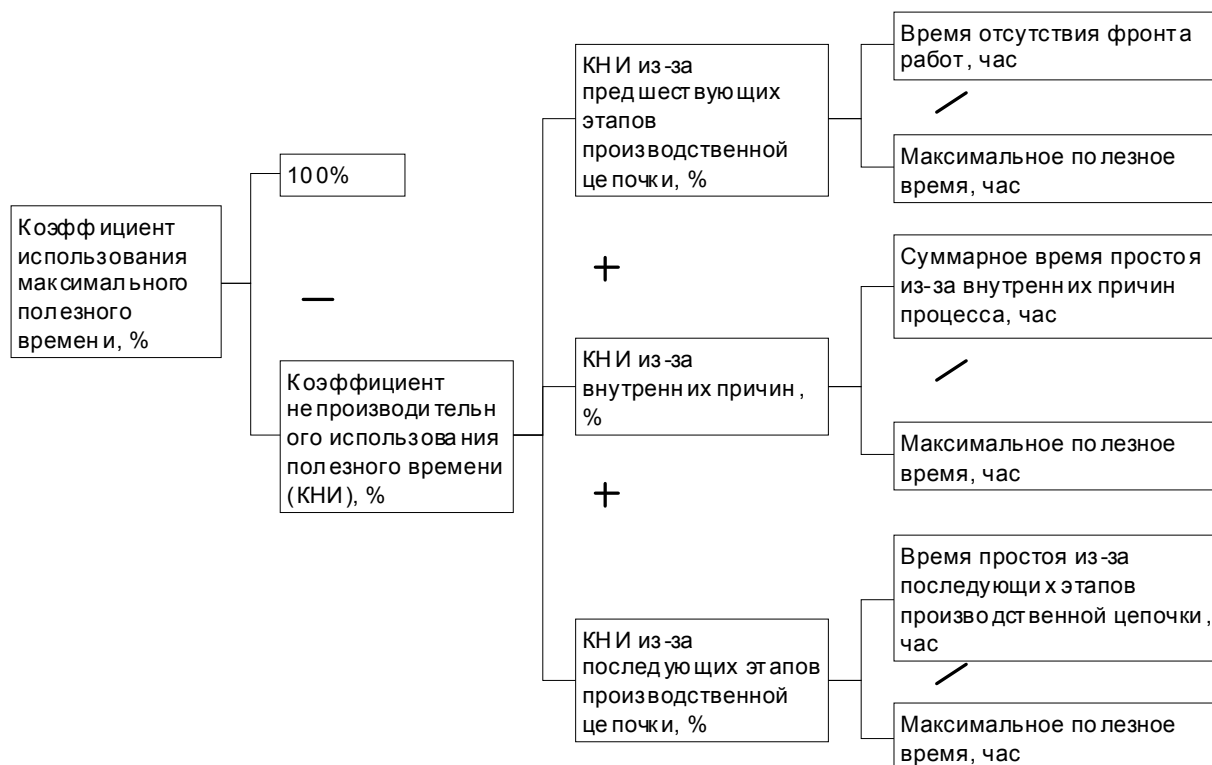 Коэффициент
использования
максимального
полезного
времени, %
100%
—
Коэффициент
непроизводительн
ого использования
полезного времени
(КНИ), %
КНИ из-за
предшествующих
этапов
производственной
цепочки, %
+
КНИ из-за
внутренних причин,
%
+
КНИ из-за
последующих этапов
производственной
цепочки, %
Время отсутствия фронта
работ, час
/
Максимальное полезное
время, час
Суммарное время простоя
из-за внутренних причин
процесса, час
/
Максимальное полезное
время, час
Время простоя из-за
последующих этапов
производственной цепочки,
час
/
Максимальное полезное
время, час